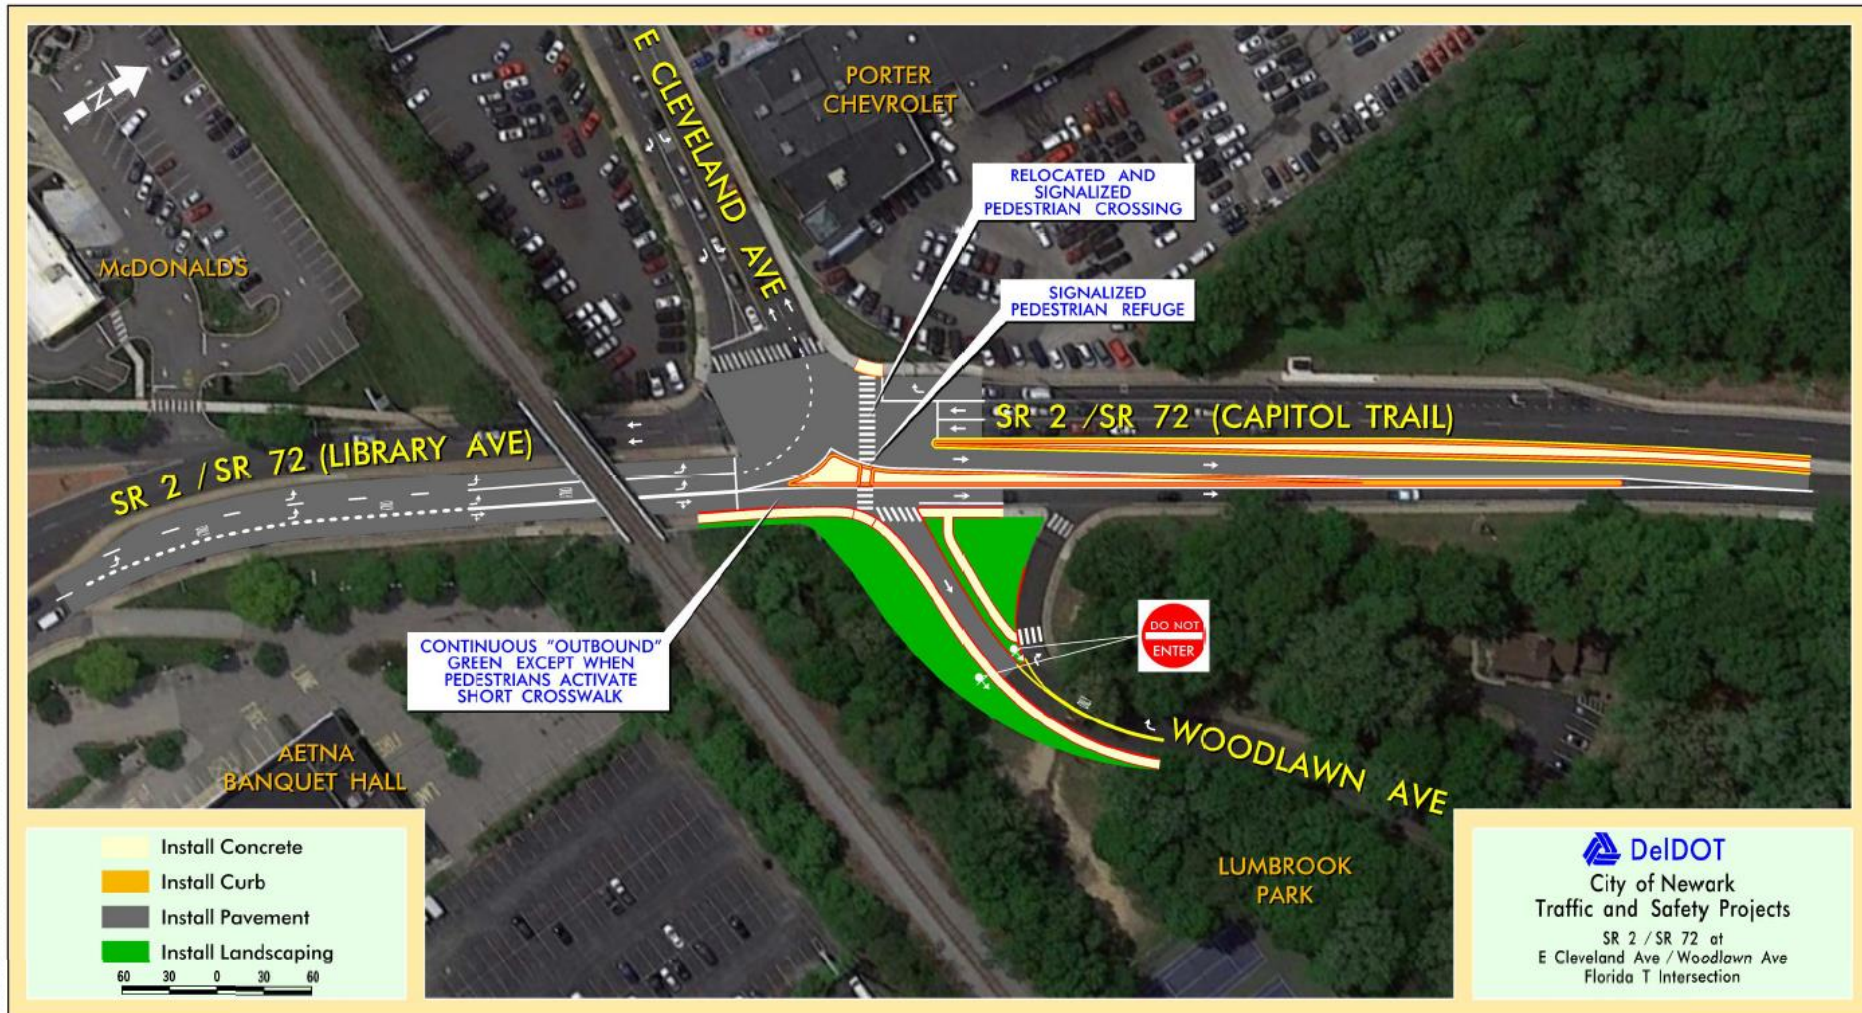 N
E CLEVELAND AVE
PORTER
CHEVROLET
RELOCATED AND
SIGNALIZED
PEDESTRIAN CROSSING
McDONALDS
SIGNALIZED
PEDESTRIAN REFUGE
SR 2 / SR 72 (LIBRARY AVE)
SR 2 / SR 72 (CAPITOL TRAIL)
CONTINUOUS "OUTBOUND"
GREEN EXCEPT WHEN
PEDESTRIANS ACTIVATE
SHORT CROSSWALK
DO NOT
ENTER
WOODLAWN AVE
AETNA
BANQUET HALL
LUMBROOK
PARK
Install Concrete
Install Curb
Install Pavement
Install Landscaping
60 30 0 30 60
DelDOT
City of Newark
Traffic and Safety Projects
SR 2 / SR 72 at
E Cleveland Ave / Woodlawn Ave
Florida T Intersection